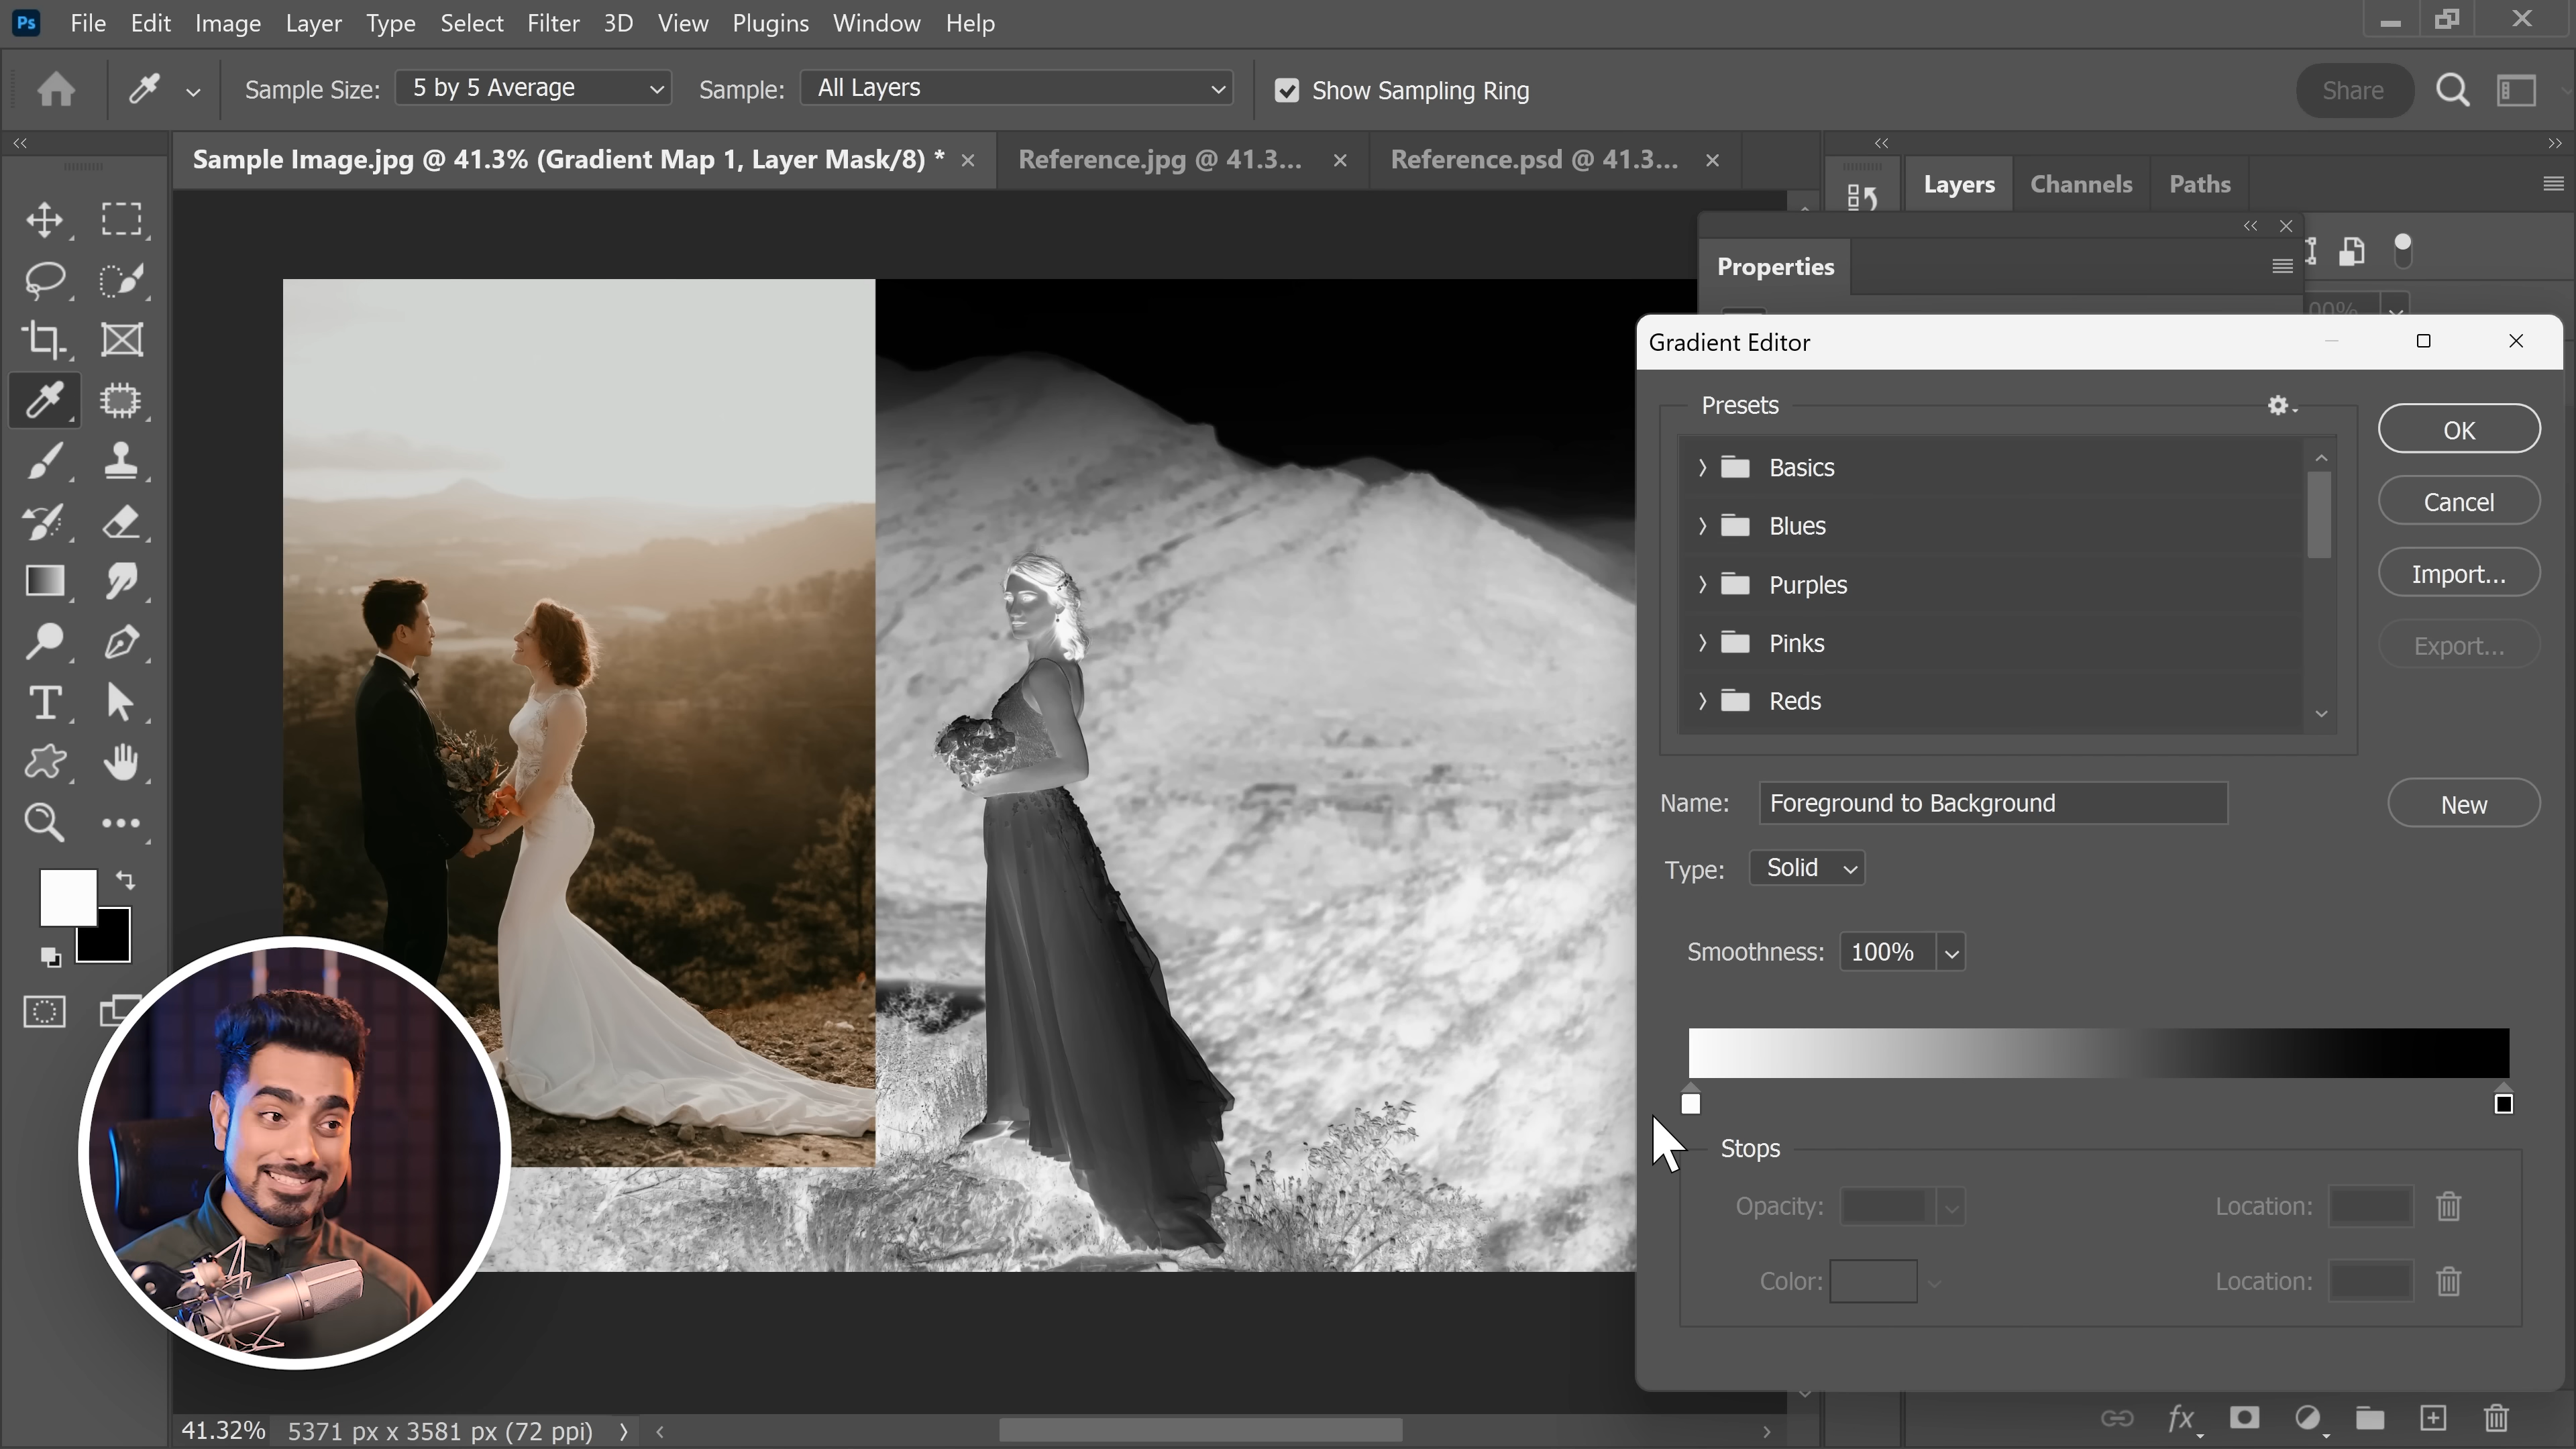 Ps File Edit Image Layer Type Select Filter 3D View Plugins Window Help
Sample Size: 5 by 5 Average Sample: All Layers Show Sampling Ring Share
Sample Image.jpg @ 41.3% (Gradient Map 1, Layer Mask/8) * Reference.jpg @ 41.3... Reference.psd @ 41.3...
Layers Channels Paths
Properties
Gradient Editor
Presets
Basics
Blues
Purples
Pinks
Reds
OK
Cancel
Import...
Export...
Name: Foreground to Background
New
Type: Solid
Smoothness: 100%
Stops
Opacity: Location:
Color: Location:
41.32% 5371 px x 3581 px (72 ppi)
fx